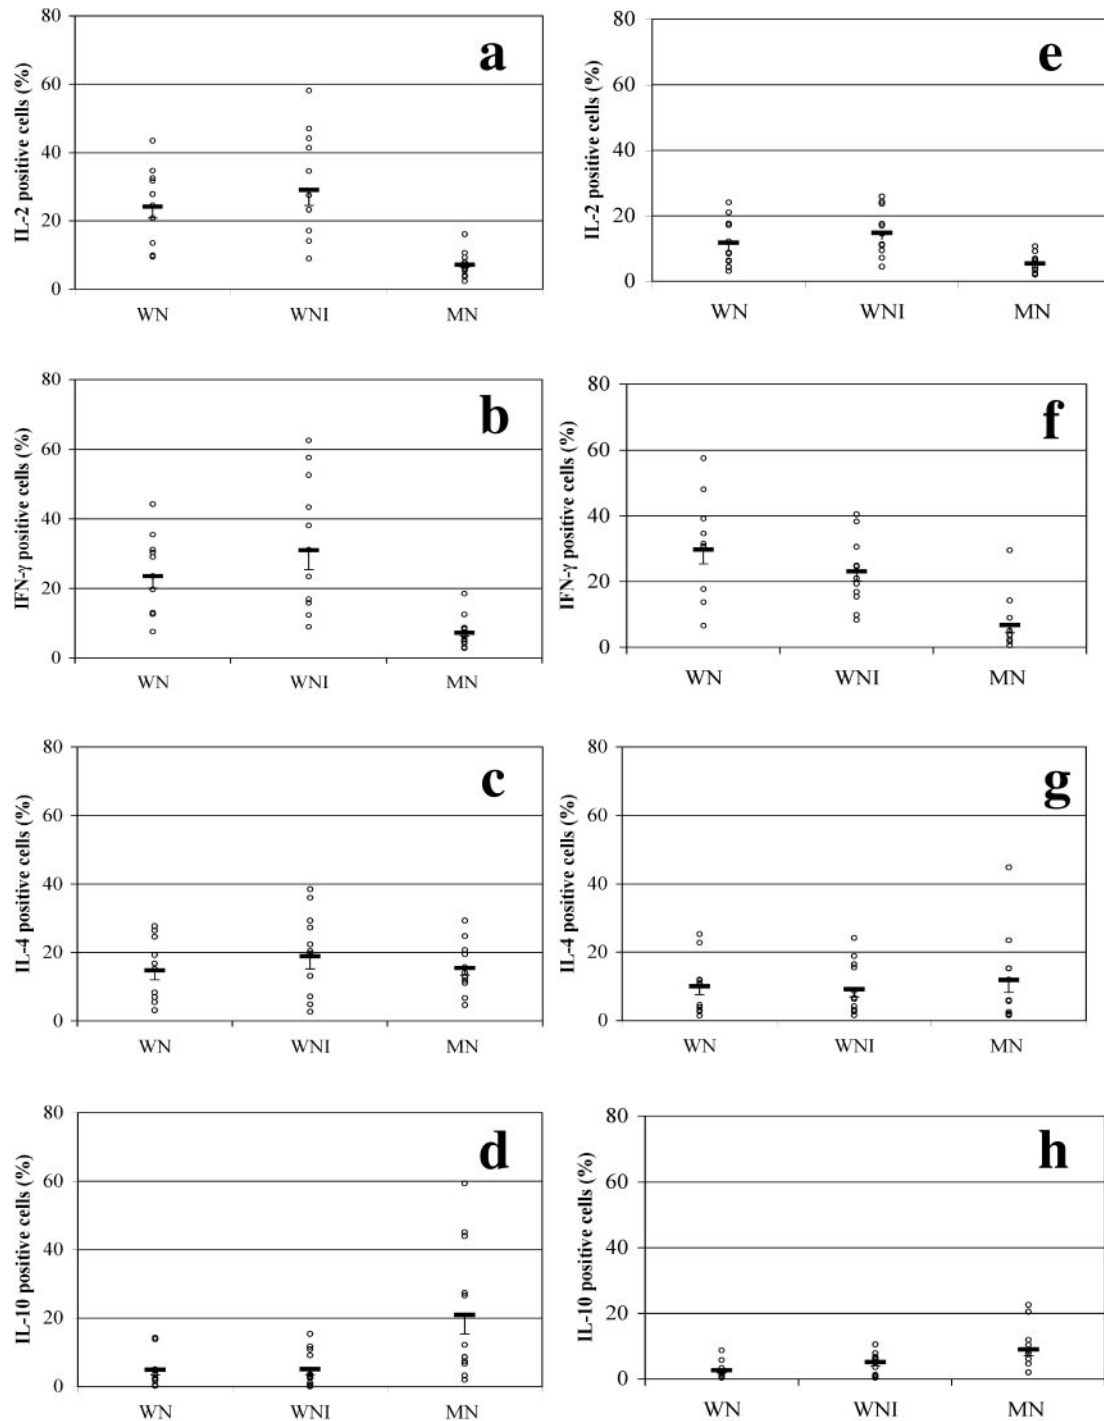 a
IL-2 positive cells (%)
80
60
40
20
0
WN WNI MN
e
IL-2 positive cells (%)
80
60
40
20
0
WN WNI MN
b
IFN-γ positive cells (%)
80
60
40
20
0
WN WNI MN
f
IFN-γ positive cells (%)
80
60
40
20
0
WN WNI MN
c
IL-4 positive cells (%)
80
60
40
20
0
WN WNI MN
g
IL-4 positive cells (%)
80
60
40
20
0
WN WNI MN
d
IL-10 positive cells (%)
80
60
40
20
0
WN WNI MN
h
IL-10 positive cells (%)
80
60
40
20
0
WN WNI MN